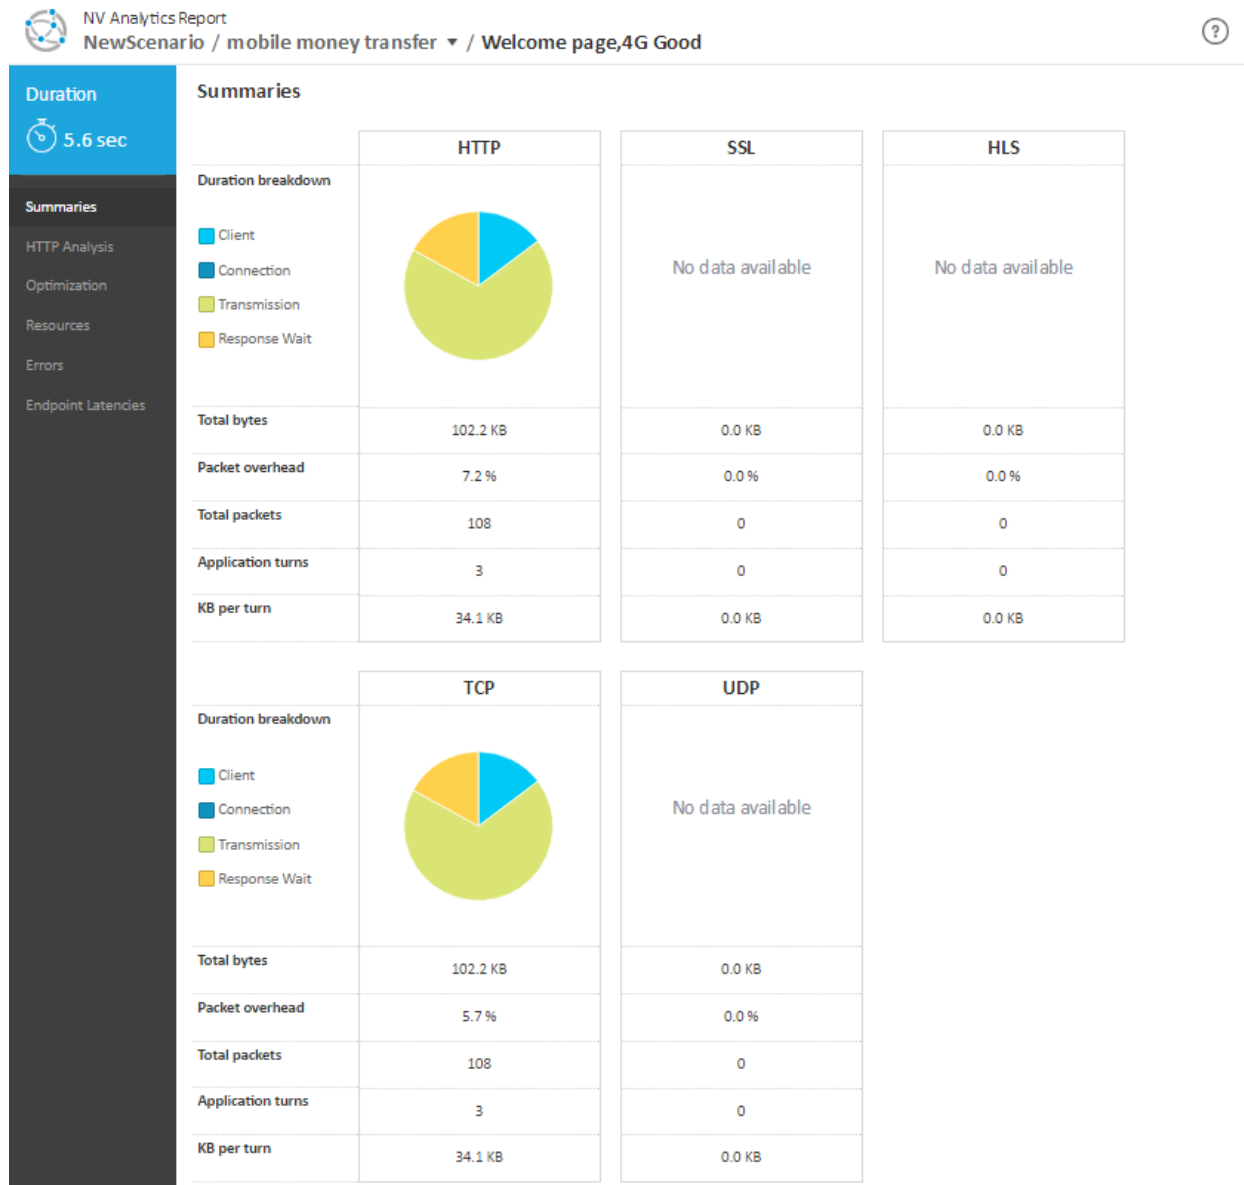 NV Analytics Report
NewScenario / mobile money transfer ▾ / Welcome page,4G Good
?
Duration
5.6 sec
Summaries
HTTP Analysis
Optimization
Resources
Errors
Endpoint Latencies
Summaries
HTTP SSL HLS
Duration breakdown
Client
Connection
Transmission
Response Wait
No data available No data available
Total bytes 102.2 KB 0.0 KB 0.0 KB
Packet overhead 7.2 % 0.0 % 0.0 %
Total packets 108 0 0
Application turns 3 0 0
KB per turn 34.1 KB 0.0 KB 0.0 KB
TCP UDP
Duration breakdown
Client
Connection
Transmission
Response Wait
No data available
Total bytes 102.2 KB 0.0 KB
Packet overhead 5.7 % 0.0 %
Total packets 108 0
Application turns 3 0
KB per turn 34.1 KB 0.0 KB